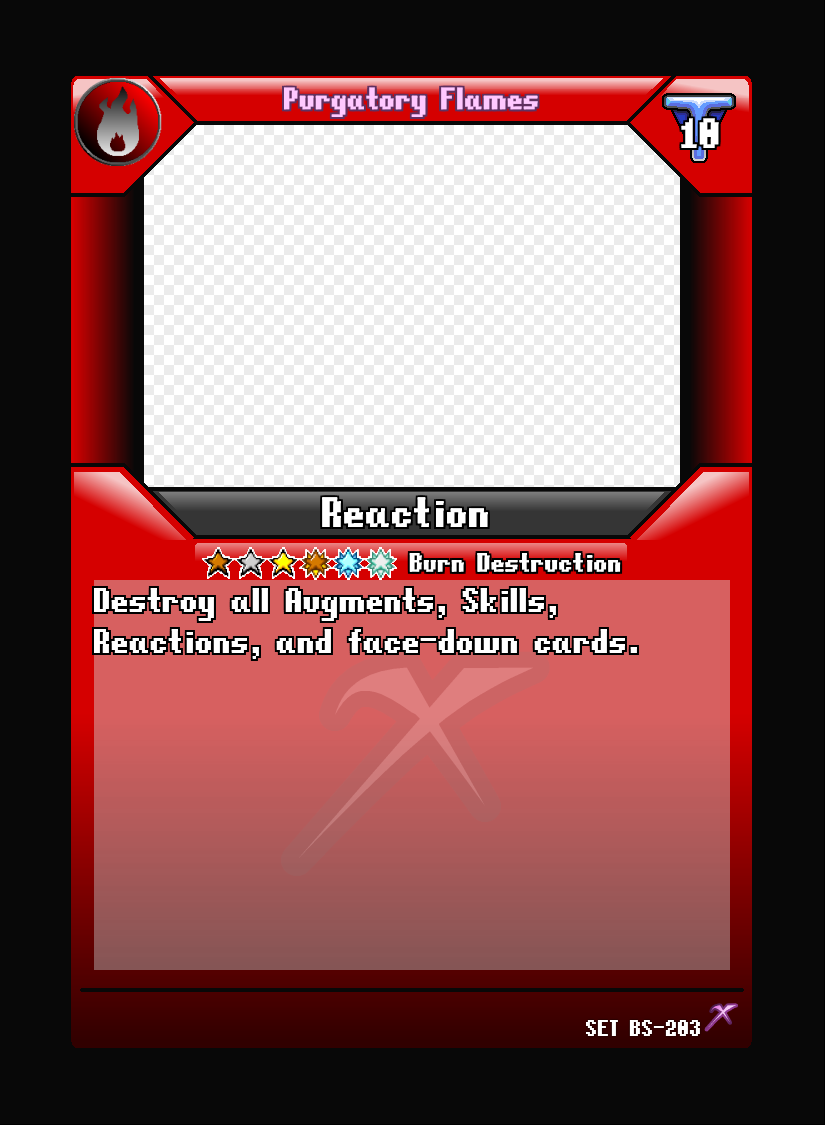 Purgatory Flames
10
Reaction
Burn Destruction
Destroy all Augments, Skills,
Reactions, and face-down cards.
SET BS-203